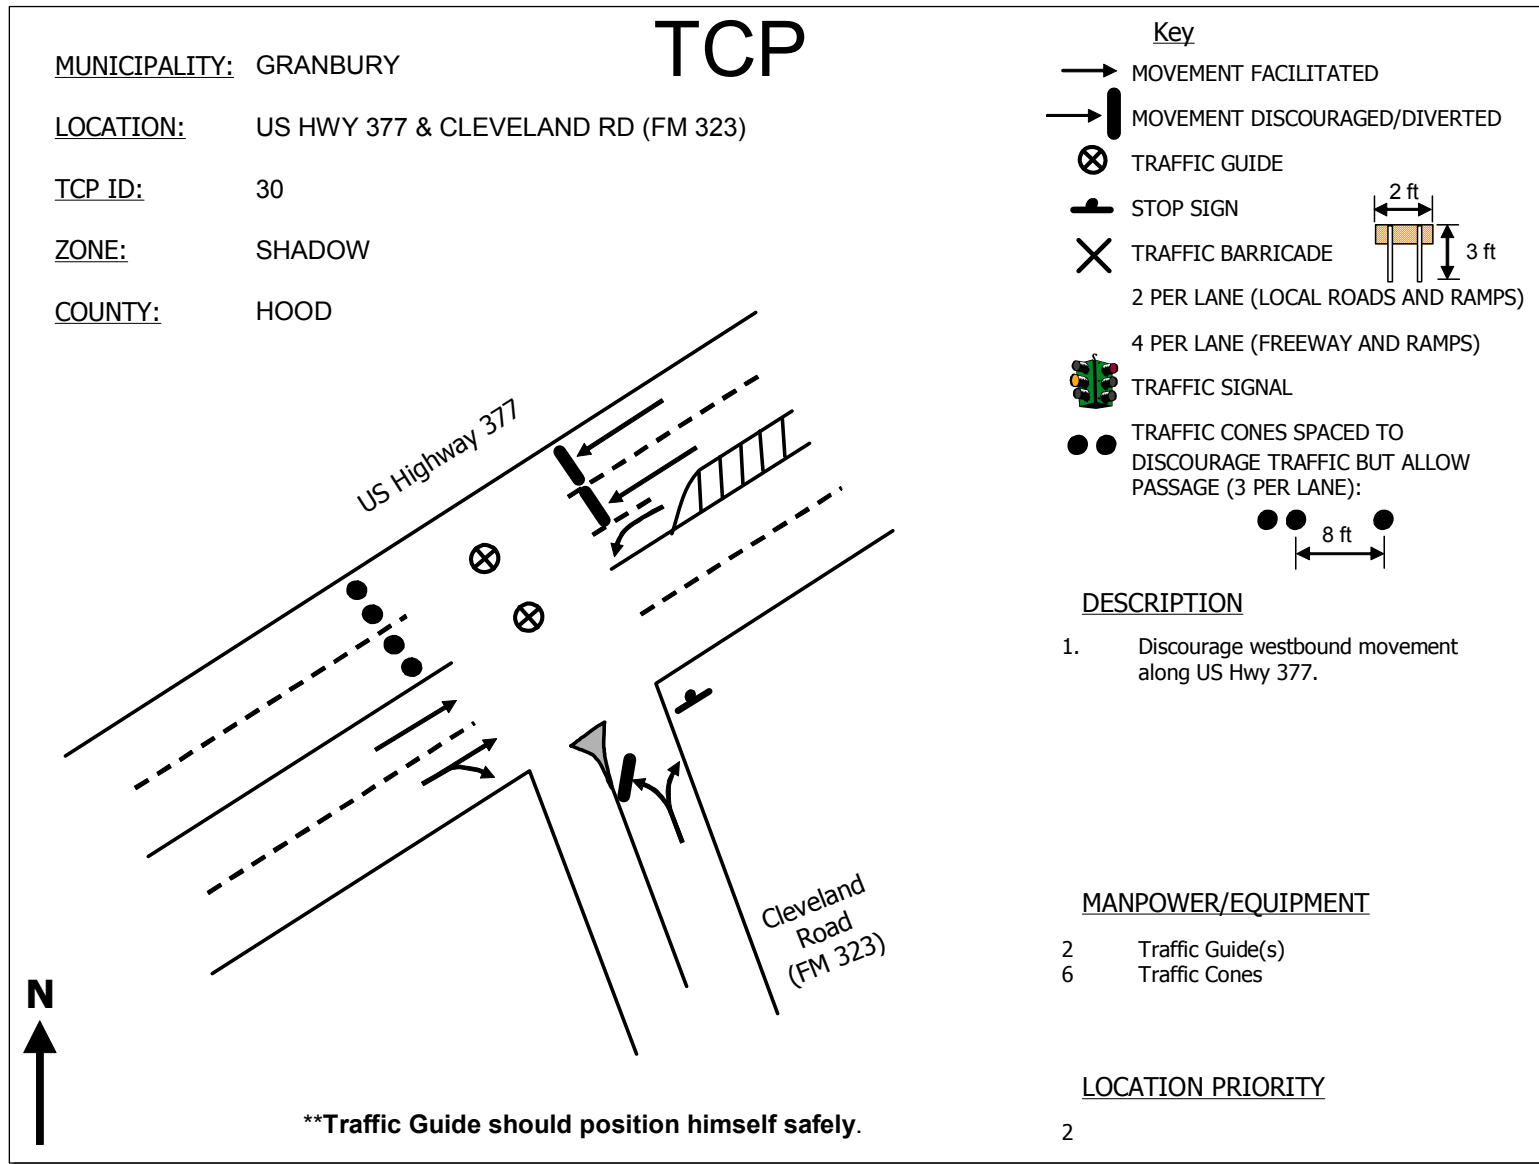 TCP
MUNICIPALITY: GRANBURY
LOCATION: US HWY 377 & CLEVELAND RD (FM 323)
TCP ID: 30
ZONE: SHADOW
COUNTY: HOOD
US Highway 377
Cleveland
Road
(FM 323)
N
**Traffic Guide should position himself safely.
Key
MOVEMENT FACILITATED
MOVEMENT DISCOURAGED/DIVERTED
TRAFFIC GUIDE
STOP SIGN
TRAFFIC BARRICADE
2 ft
3 ft
2 PER LANE (LOCAL ROADS AND RAMPS)
4 PER LANE (FREEWAY AND RAMPS)
TRAFFIC SIGNAL
TRAFFIC CONES SPACED TO
DISCOURAGE TRAFFIC BUT ALLOW
PASSAGE (3 PER LANE):
8 ft
DESCRIPTION
1. Discourage westbound movement
along US Hwy 377.
MANPOWER/EQUIPMENT
2 Traffic Guide(s)
6 Traffic Cones
LOCATION PRIORITY
2